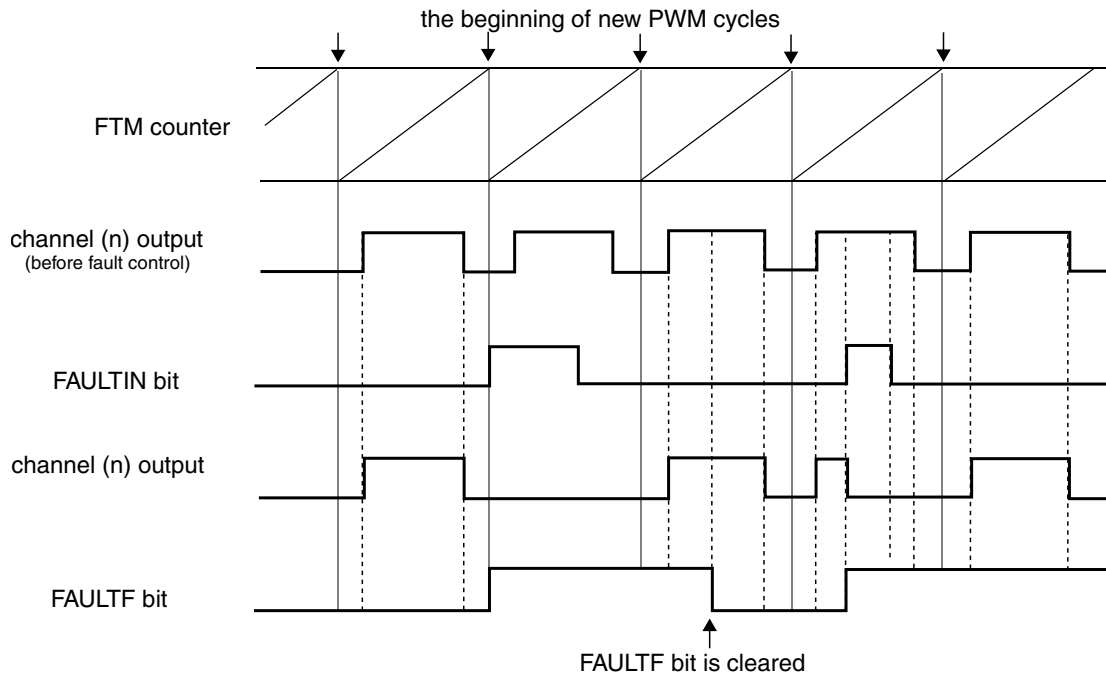 the beginning of new PWM cycles
FTM counter
channel (n) output
(before fault control)
FAULTIN bit
channel (n) output
FAULTF bit
FAULTF bit is cleared